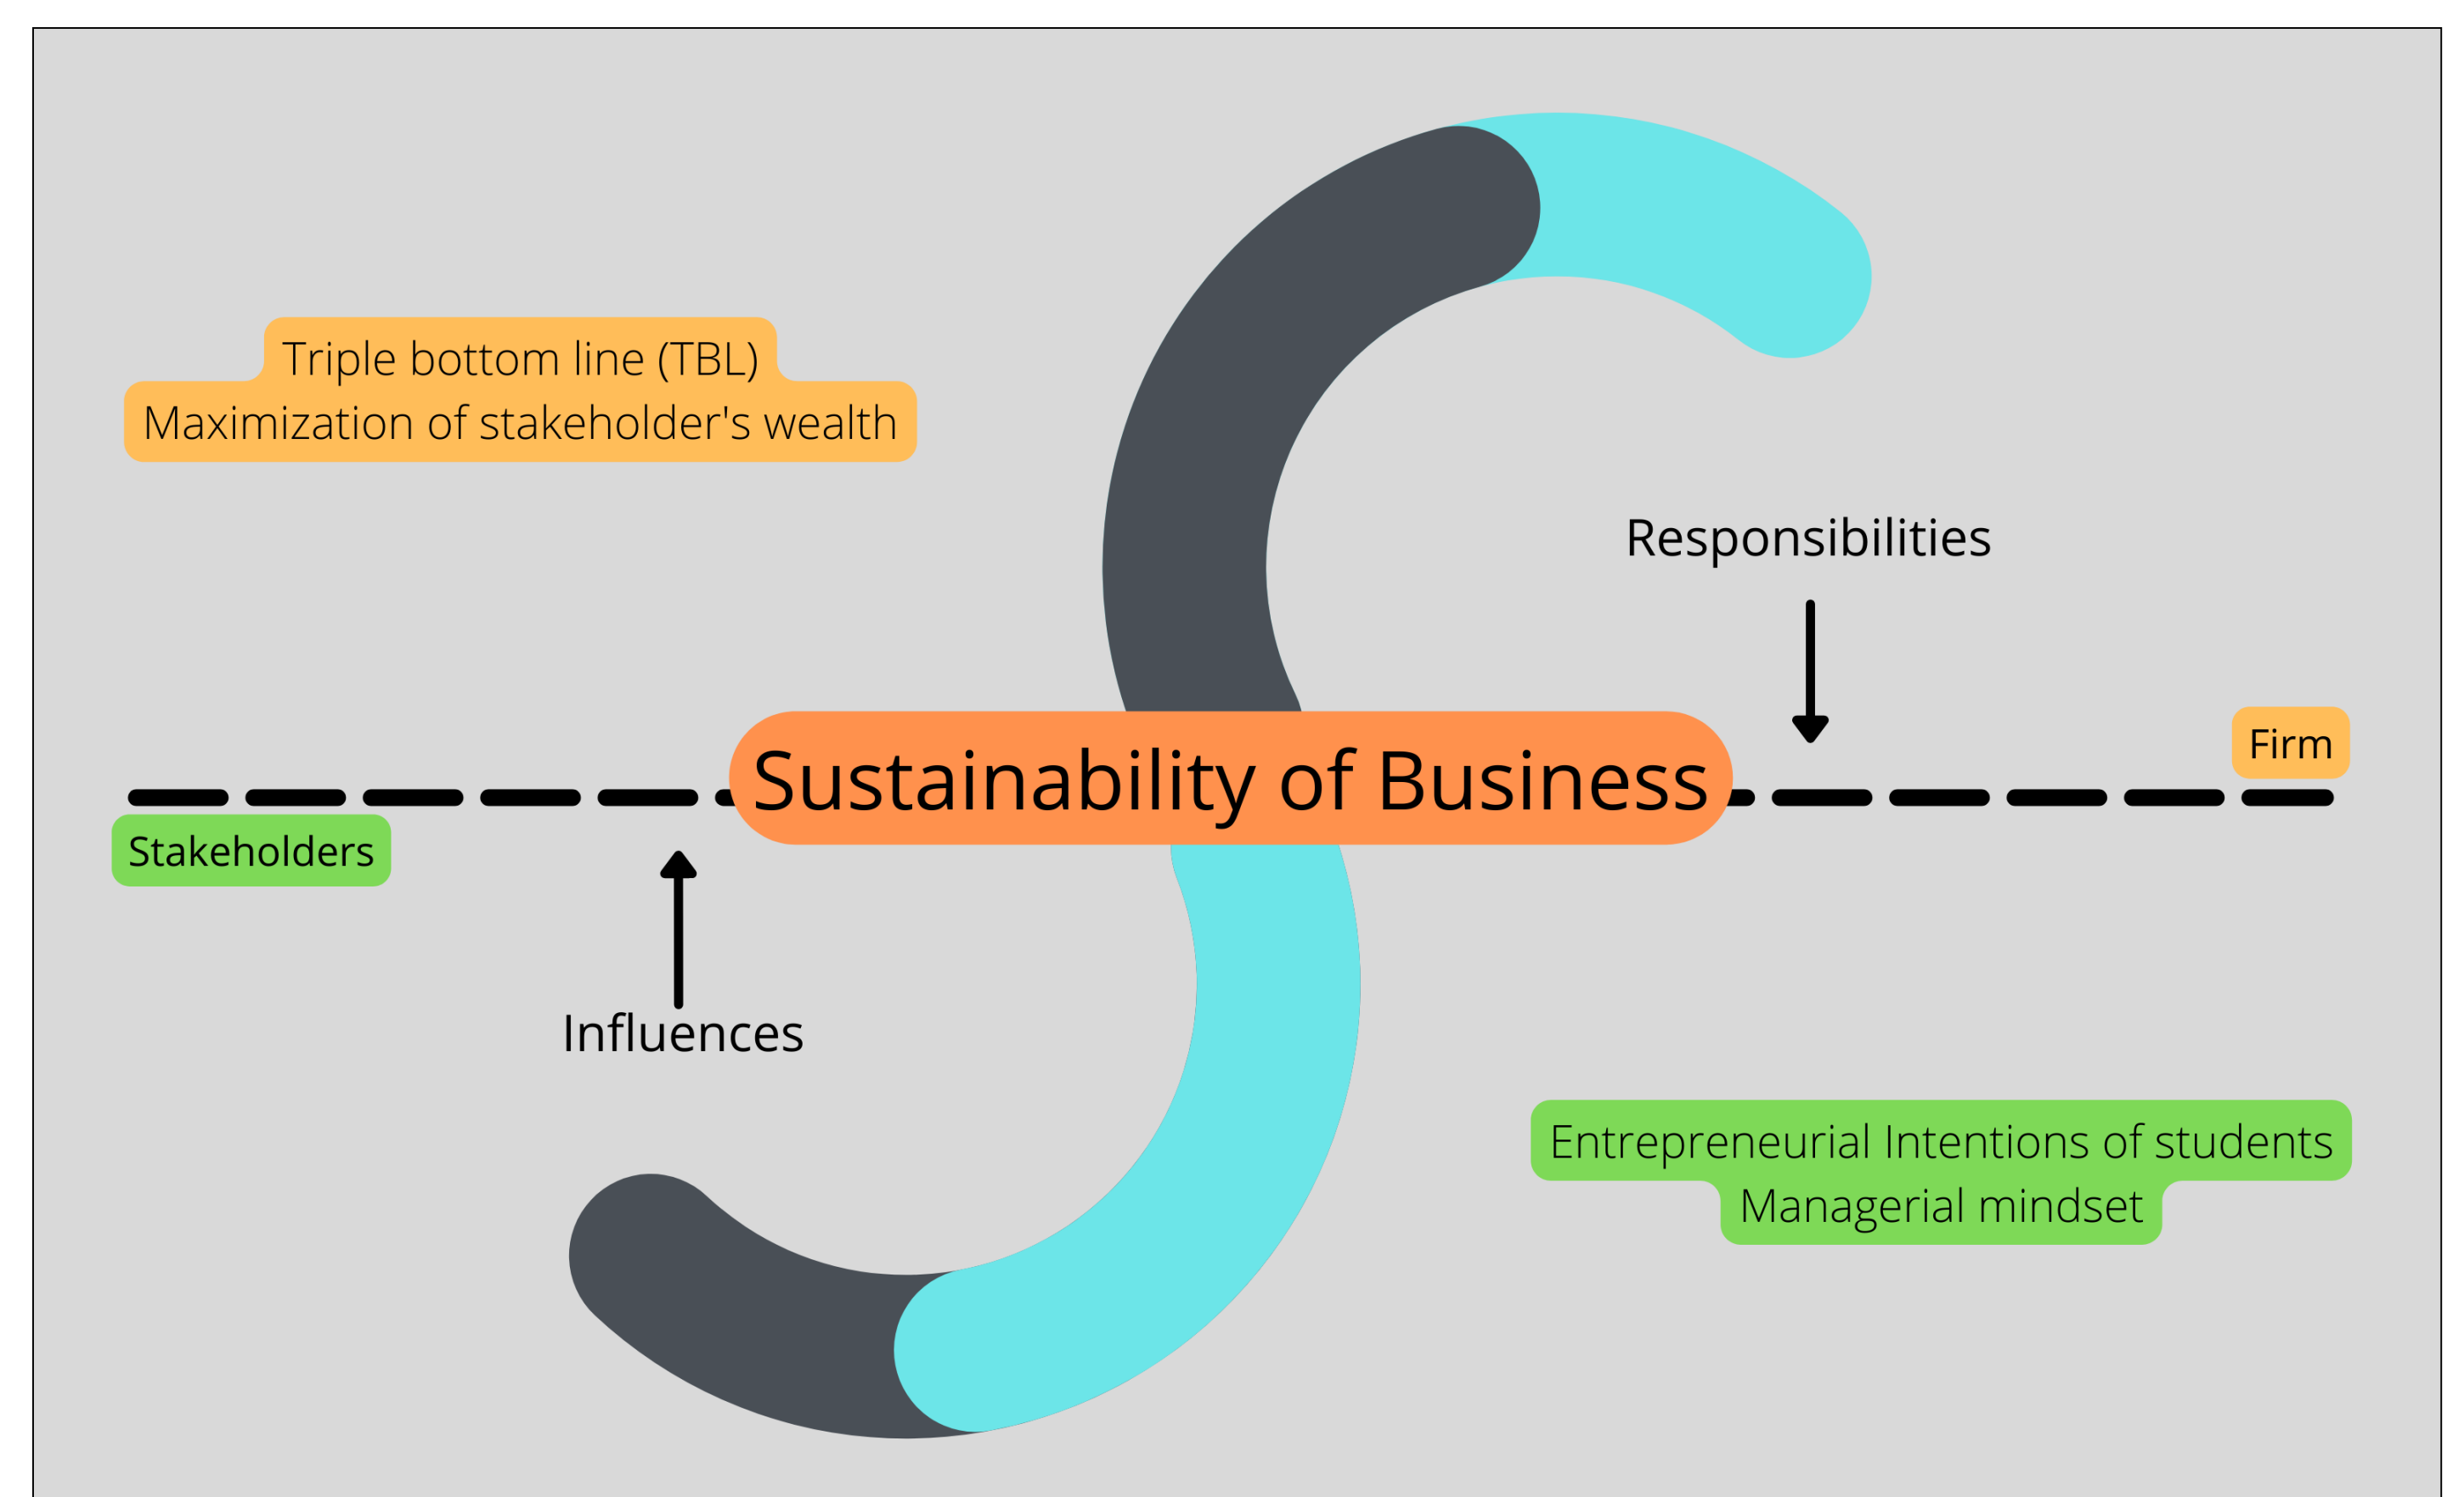 Triple bottom line (TBL)
Maximization of stakeholder's wealth
Responsibilities
Firm
Sustainability of Business
Stakeholders
Influences
Entrepreneurial Intentions of students
Managerial mindset